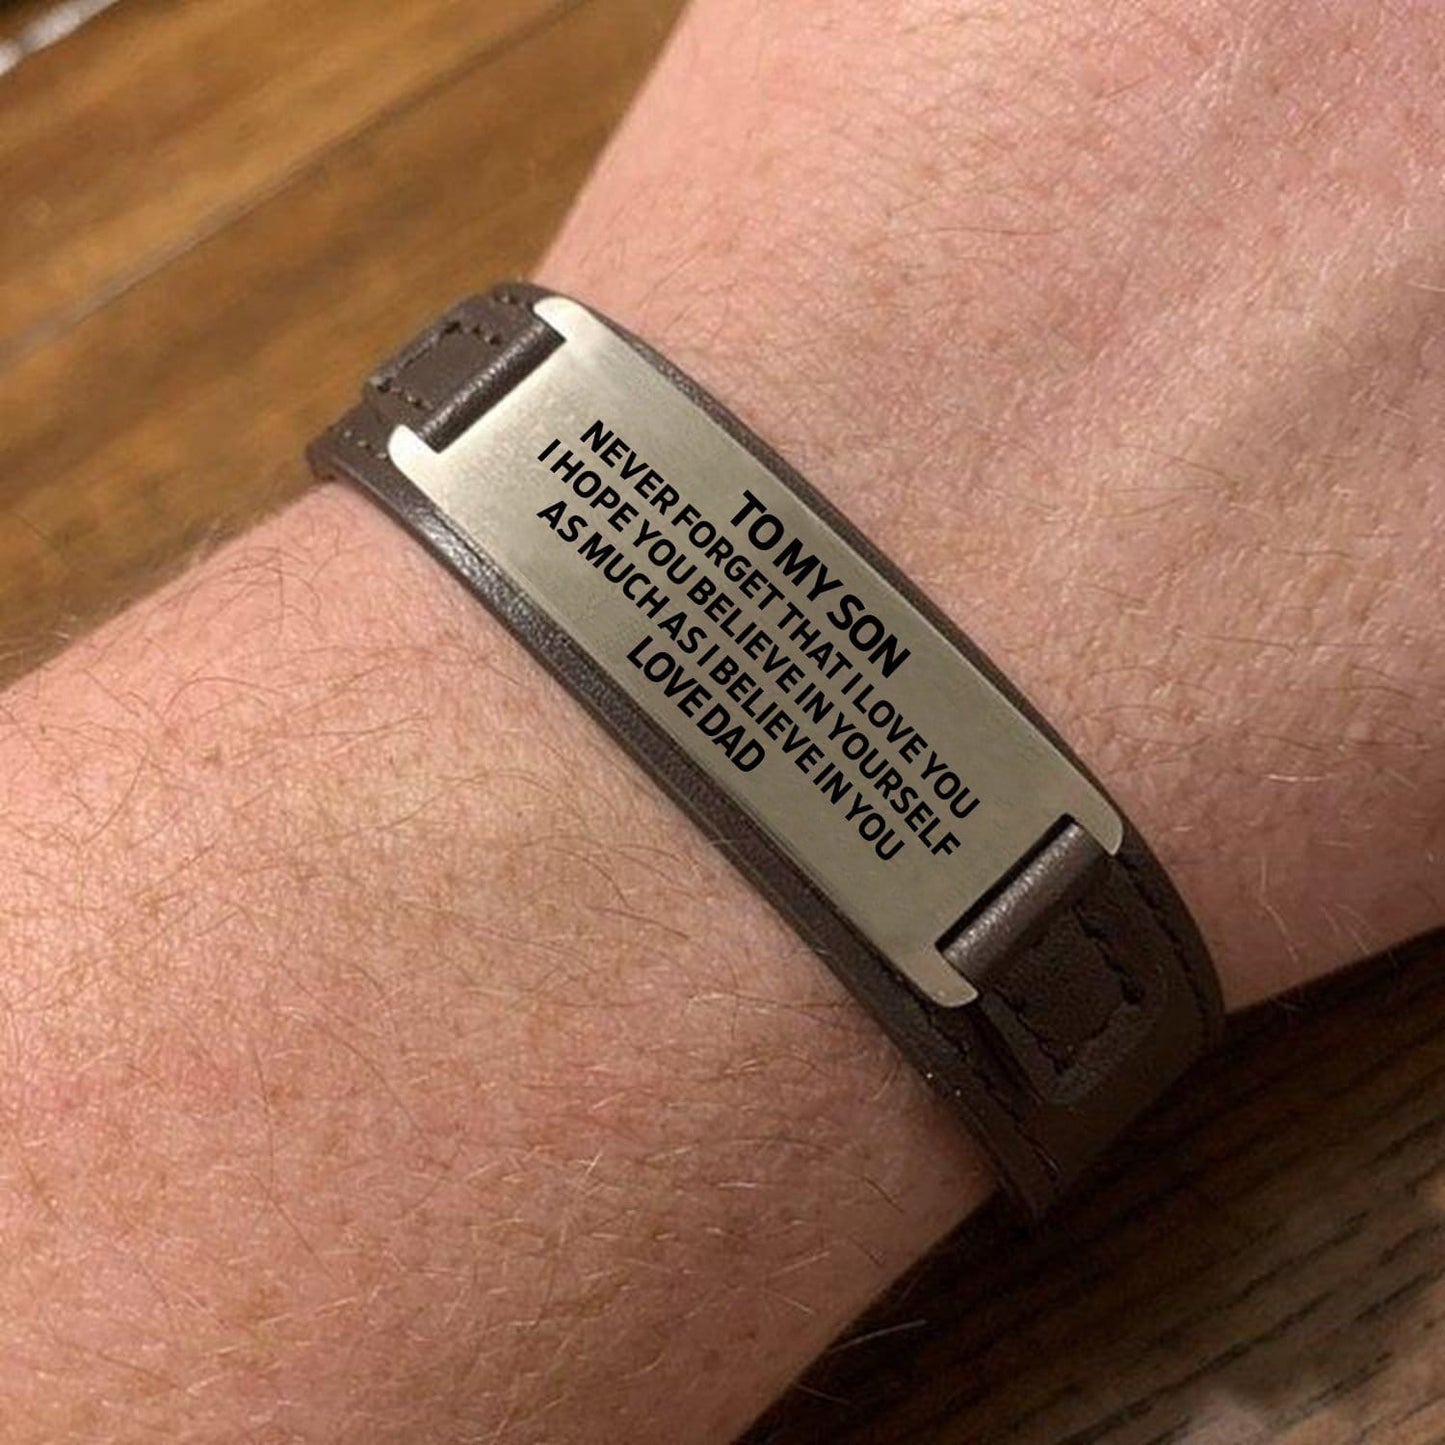 TO MY SON
NEVER FORGET THAT I LOVE YOU
I HOPE YOU BELIEVE IN YOURSELF
AS MUCH AS I BELIEVE IN YOU
LOVE DAD